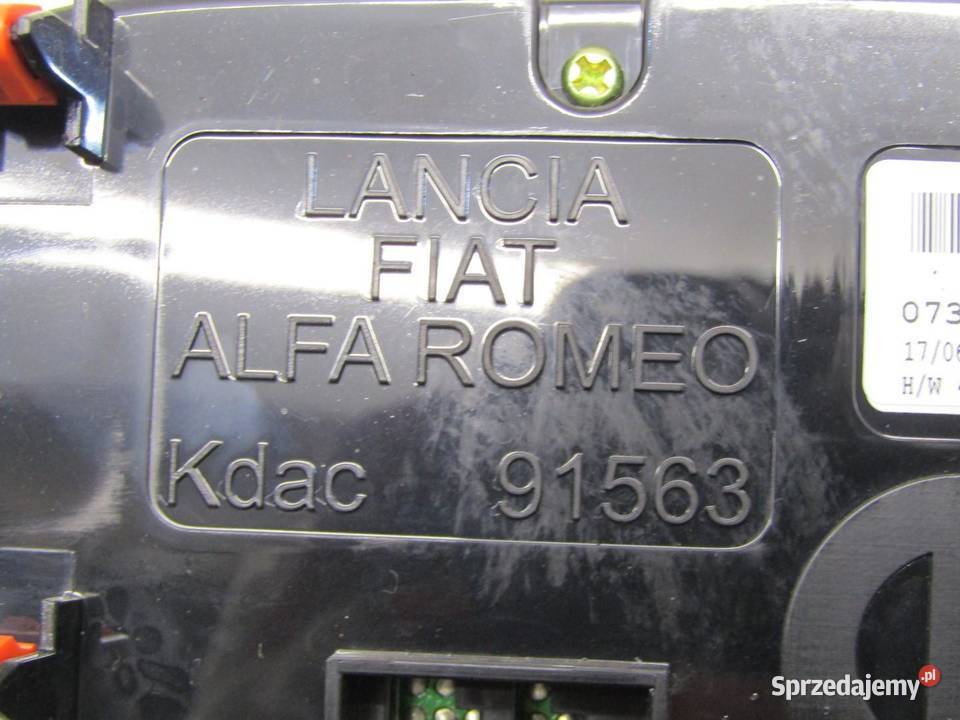 LANCIA
FIAT
ALFA ROMEO
Kdac 91563
073
17/06
H/W
Sprzedajemy.pl